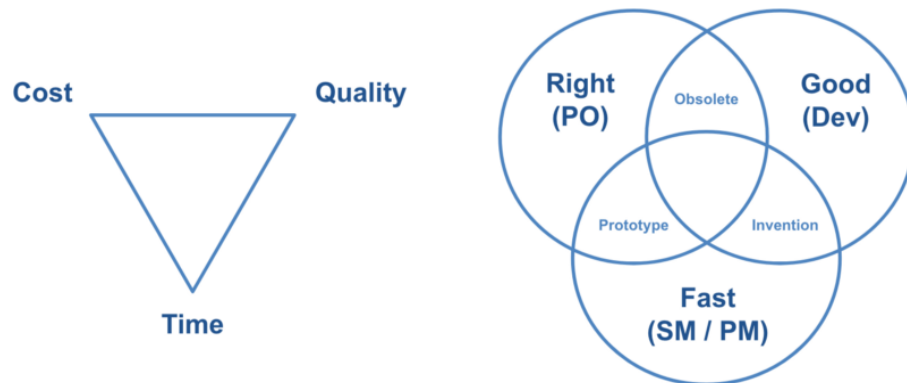 Cost
Quality
Time
Right
(PO)
Obsolete
Good
(Dev)
Prototype
Invention
Fast
(SM / PM)